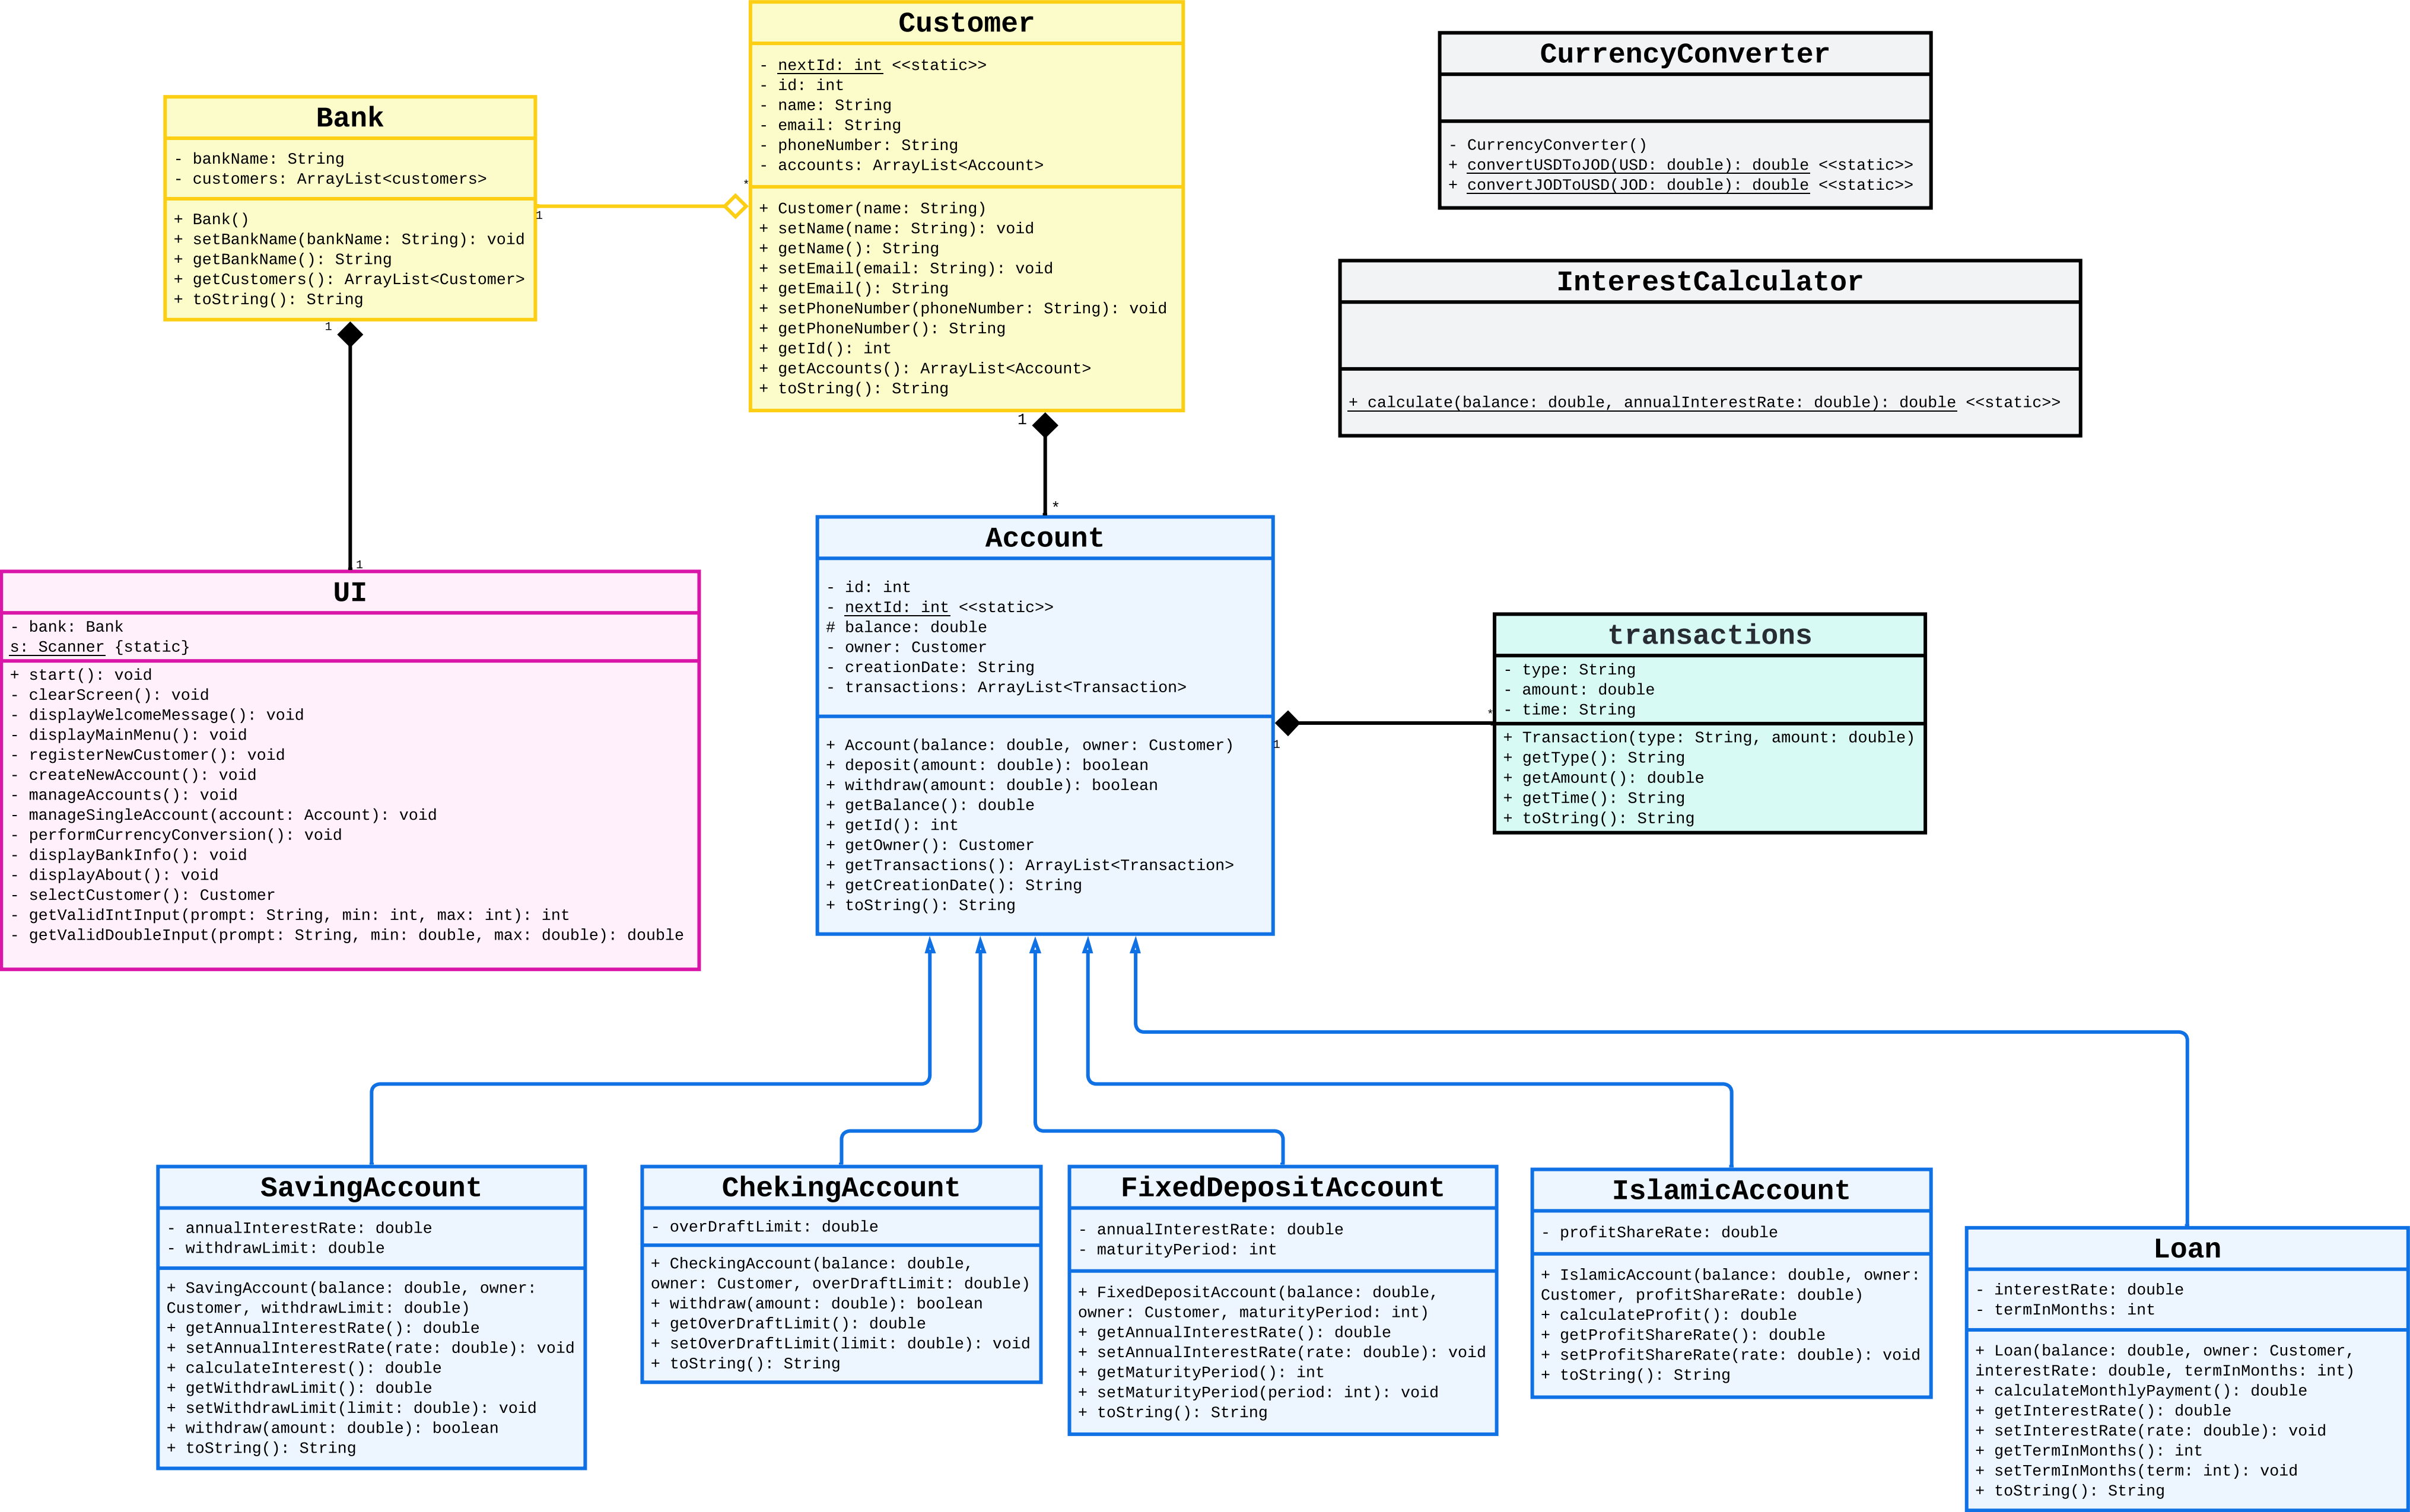 Customer
- nextId: int <<static>>
- id: int
- name: String
- email: String
- phoneNumber: String
- accounts: ArrayList<Account>
+ Customer(name: String)
+ setName(name: String): void
+ getName(): String
+ setEmail(email: String): void
+ getEmail(): String
+ setPhoneNumber(phoneNumber: String): void
+ getPhoneNumber(): String
+ getId(): int
+ getAccounts(): ArrayList<Account>
+ toString(): String
CurrencyConverter
- CurrencyConverter()
+ convertUSDToJOD(USD: double): double <<static>>
+ convertJODToUSD(JOD: double): double <<static>>
Bank
- bankName: String
- customers: ArrayList<customers>
+ Bank()
+ setBankName(bankName: String): void
+ getBankName(): String
+ getCustomers(): ArrayList<Customer>
+ toString(): String
*
1
InterestCalculator
+ calculate(balance: double, annualInterestRate: double): double <<static>>
1
1
1
*
UI
- bank: Bank
s: Scanner {static}
+ start(): void
- clearScreen(): void
- displayWelcomeMessage(): void
- displayMainMenu(): void
- registerNewCustomer(): void
- createNewAccount(): void
- manageAccounts(): void
- manageSingleAccount(account: Account): void
- performCurrencyConversion(): void
- displayBankInfo(): void
- displayAbout(): void
- selectCustomer(): Customer
- getValidIntInput(prompt: String, min: int, max: int): int
- getValidDoubleInput(prompt: String, min: double, max: double): double
Account
- id: int
- nextId: int <<static>>
# balance: double
- owner: Customer
- creationDate: String
- transactions: ArrayList<Transaction>
+ Account(balance: double, owner: Customer)
+ deposit(amount: double): boolean
+ withdraw(amount: double): boolean
+ getBalance(): double
+ getId(): int
+ getOwner(): Customer
+ getTransactions(): ArrayList<Transaction>
+ getCreationDate(): String
+ toString(): String
1
*
transactions
- type: String
- amount: double
- time: String
+ Transaction(type: String, amount: double)
+ getType(): String
+ getAmount(): double
+ getTime(): String
+ toString(): String
SavingAccount
- annualInterestRate: double
- withdrawLimit: double
+ SavingAccount(balance: double, owner:
Customer, withdrawLimit: double)
+ getAnnualInterestRate(): double
+ setAnnualInterestRate(rate: double): void
+ calculateInterest(): double
+ getWithdrawLimit(): double
+ setWithdrawLimit(limit: double): void
+ withdraw(amount: double): boolean
+ toString(): String
ChekingAccount
- overDraftLimit: double
+ CheckingAccount(balance: double,
owner: Customer, overDraftLimit: double)
+ withdraw(amount: double): boolean
+ getOverDraftLimit(): double
+ setOverDraftLimit(limit: double): void
+ toString(): String
FixedDepositAccount
- annualInterestRate: double
- maturityPeriod: int
+ FixedDepositAccount(balance: double,
owner: Customer, maturityPeriod: int)
+ getAnnualInterestRate(): double
+ setAnnualInterestRate(rate: double): void
+ getMaturityPeriod(): int
+ setMaturityPeriod(period: int): void
+ toString(): String
IslamicAccount
- profitShareRate: double
+ IslamicAccount(balance: double, owner:
Customer, profitShareRate: double)
+ calculateProfit(): double
+ getProfitShareRate(): double
+ setProfitShareRate(rate: double): void
+ toString(): String
Loan
- interestRate: double
- termInMonths: int
+ Loan(balance: double, owner: Customer,
interestRate: double, termInMonths: int)
+ calculateMonthlyPayment(): double
+ getInterestRate(): double
+ setInterestRate(rate: double): void
+ getTermInMonths(): int
+ setTermInMonths(term: int): void
+ toString(): String